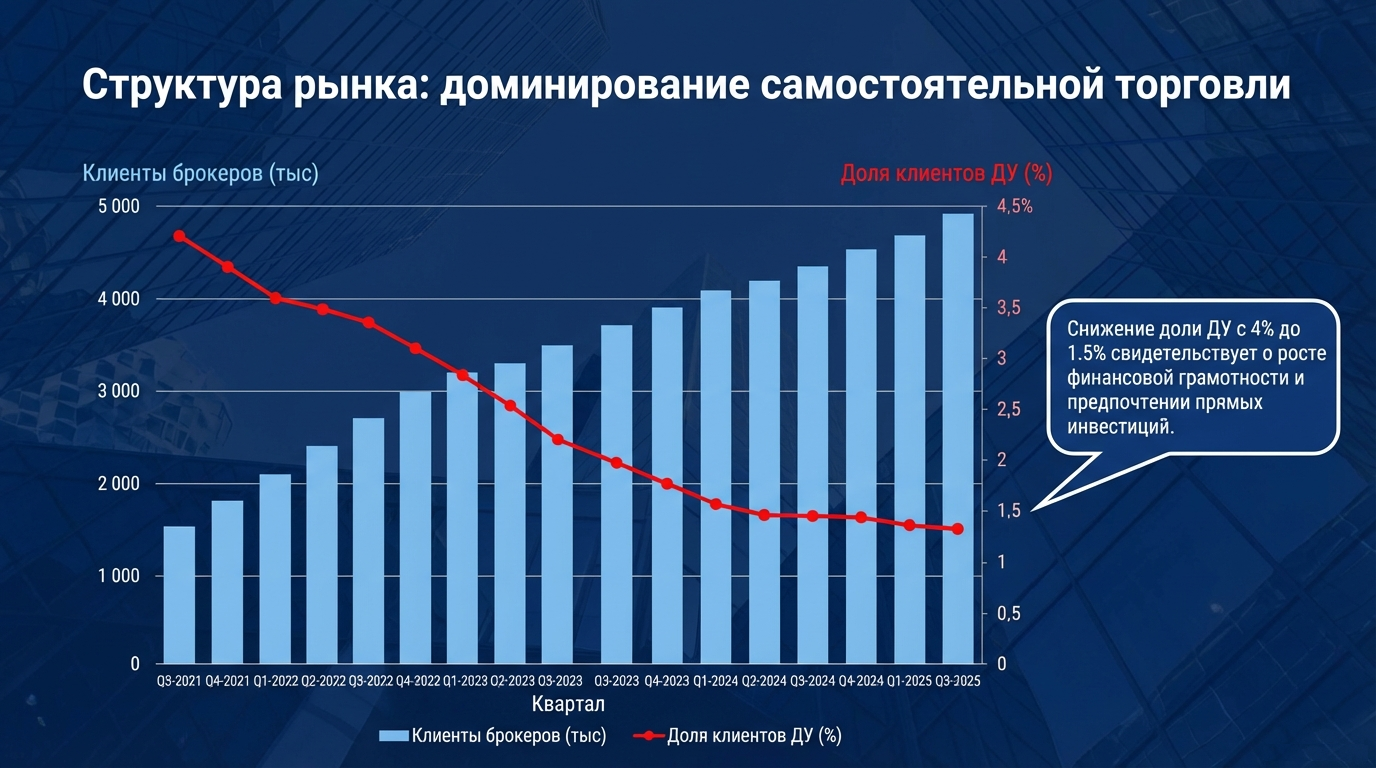 Структура рынка: доминирование самостоятельной торговли
Клиенты брокеров (тыс)
Доля клиентов ДУ (%)
5 000
4 000
3 000
2 000
1 000
0
4,5%
4
3,5
3
2,5
2
1,5
1
0,5
0
Снижение доли ДУ с 4% до
1.5% свидетельствует о росте
финансовой грамотности и
предпочтении прямых
инвестиций.
Q3-2021 Q4-2021 Q1-2022 Q2-2022 Q3-2022 Q4-2022 Q1-2023 Q2-2023 Q3-2023 Q3-2023 Q4-2023 Q1-2024 Q2-2024 Q3-2024 Q4-2024 Q1-2025 Q3-2025
Квартал
Клиенты брокеров (тыс) Доля клиентов ДУ (%)